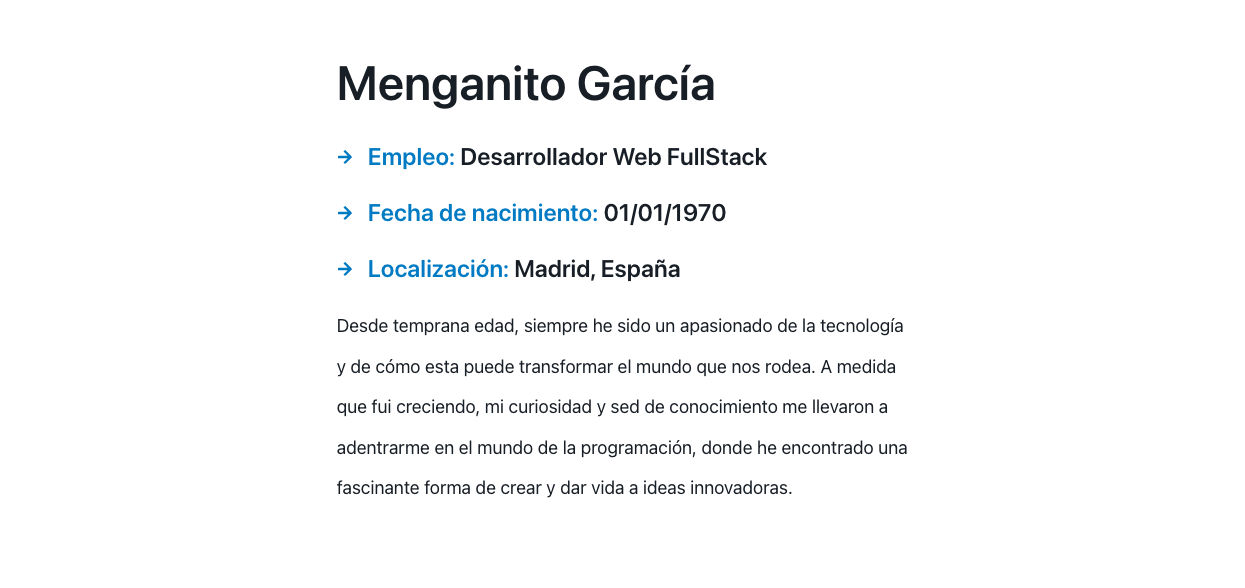 Menganito García
→ Empleo: Desarrollador Web FullStack
→ Fecha de nacimiento: 01/01/1970
→ Localización: Madrid, España
Desde temprana edad, siempre he sido un apasionado de la tecnología
y de cómo esta puede transformar el mundo que nos rodea. A medida
que fui creciendo, mi curiosidad y sed de conocimiento me llevaron a
adentrarme en el mundo de la programación, donde he encontrado una
fascinante forma de crear y dar vida a ideas innovadoras.